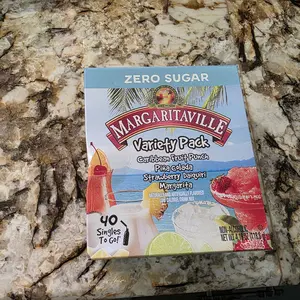 ZERO SUGAR
MARGARITAVILLE
Variety Pack
Caribbean Fruit Punch
Piña Colada
Strawberry Daiquiri
Margarita
40
Singles
To Go!